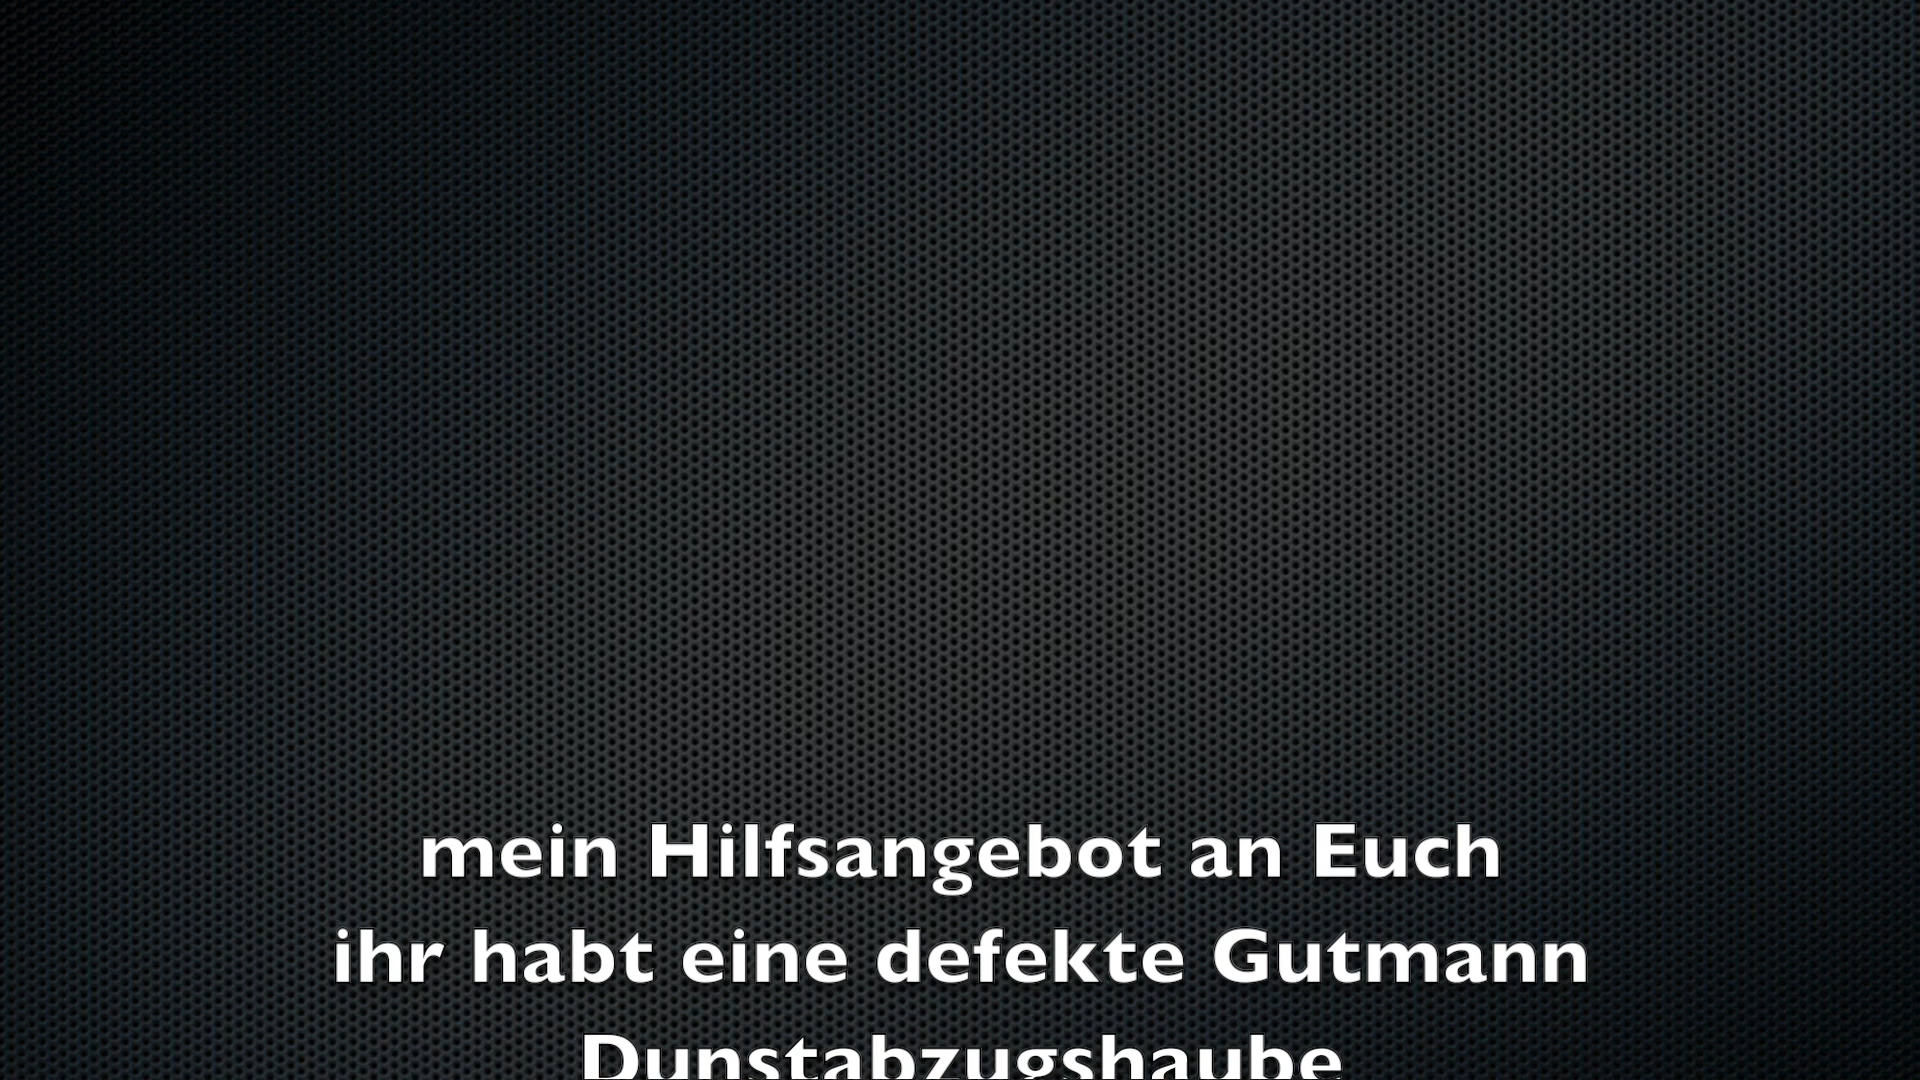 mein Hilfsangebot an Euch
ihr habt eine defekte Gutmann
Dunstabzugshaube